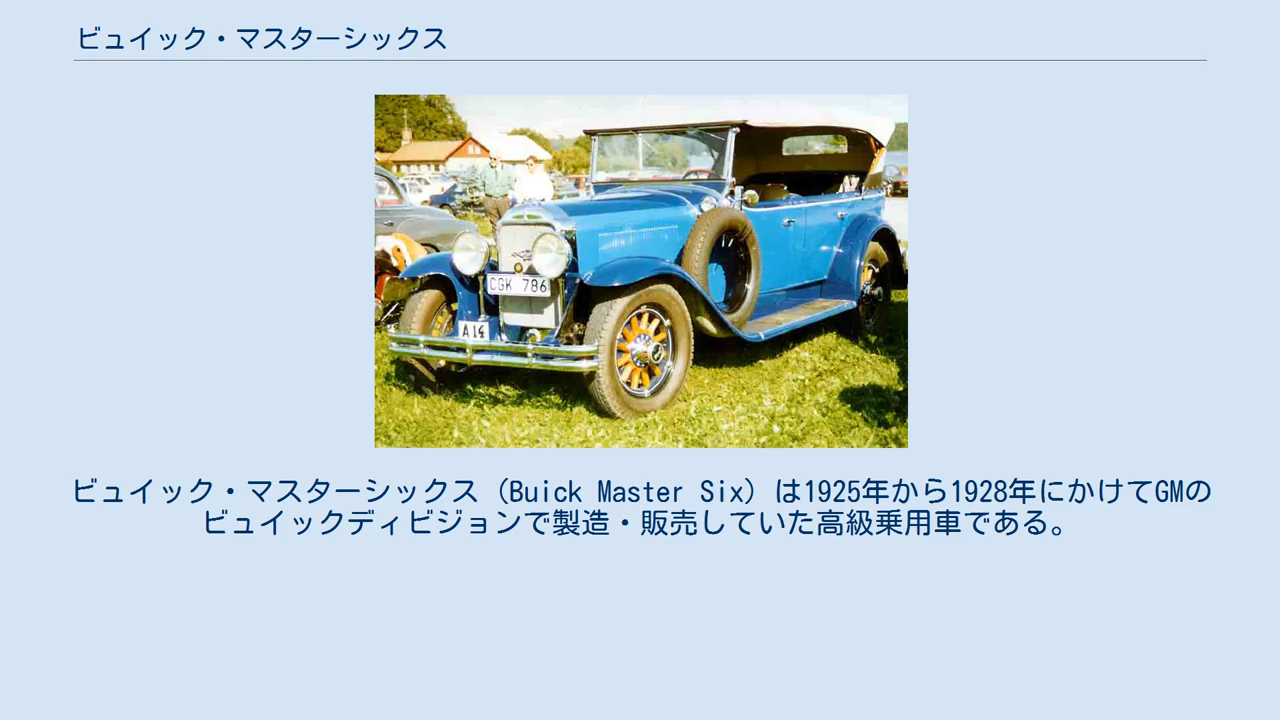 ビュイック・マスターシックス
CGK 786
A14
ビュイック・マスターシックス（Buick Master Six）は1925年から1928年にかけてGMの
ビュイックディビジョンで製造・販売していた高級乗用車である。